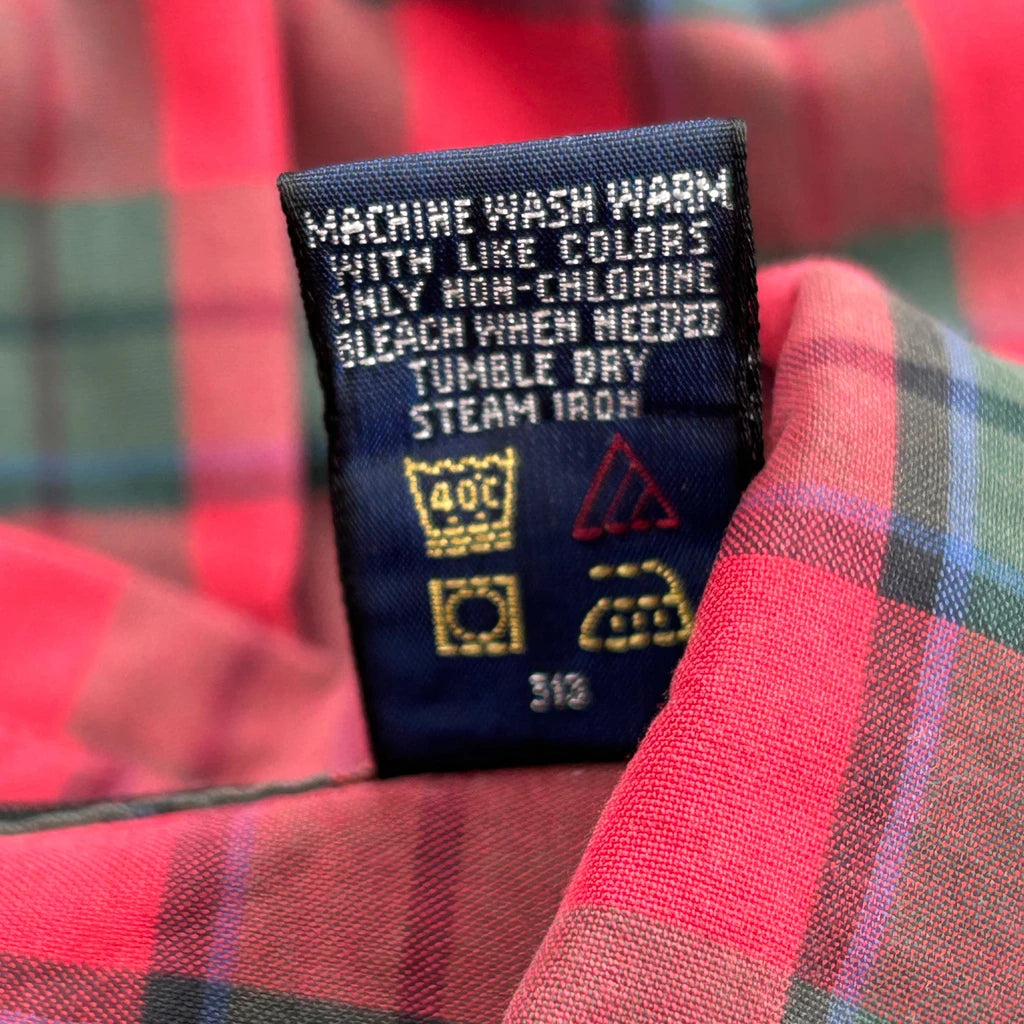 MACHINE WASH WARM
WITH LIKE COLORS
ONLY NON-CHLORINE
BLEACH WHEN NEEDED
TUMBLE DRY
STEAM IRON
40C
313